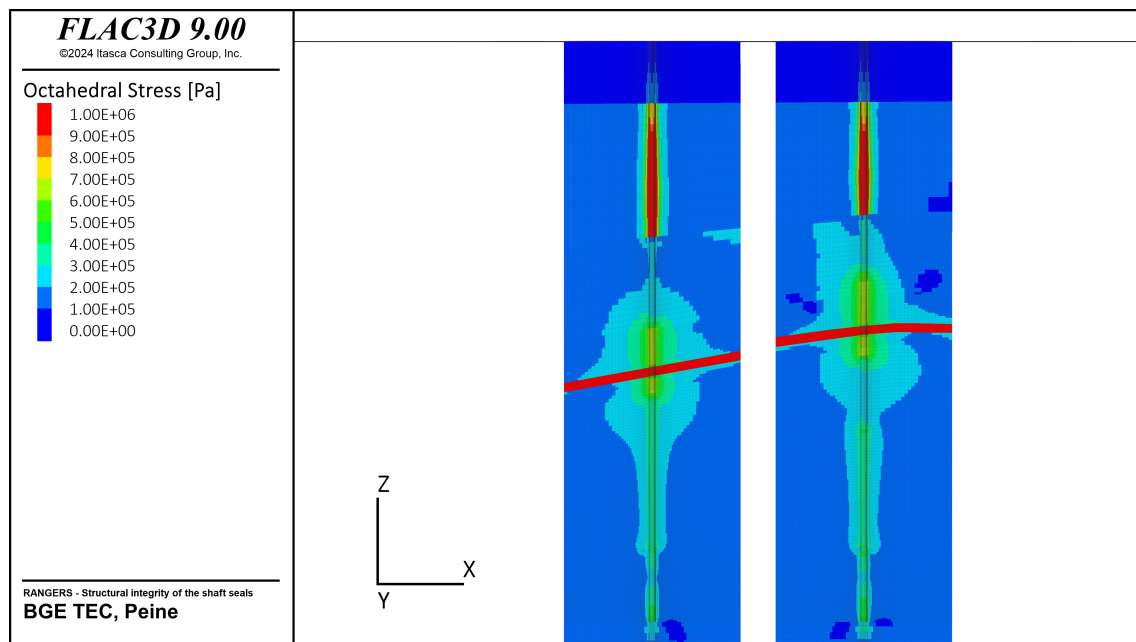 FLAC3D 9.00
©2024 Itasca Consulting Group, Inc.
Octahedral Stress [Pa]
1.00E+06
9.00E+05
8.00E+05
7.00E+05
6.00E+05
5.00E+05
4.00E+05
3.00E+05
2.00E+05
1.00E+05
0.00E+00
Z
X
Y
RANGERS - Structural integrity of the shaft seals
BGE TEC, Peine